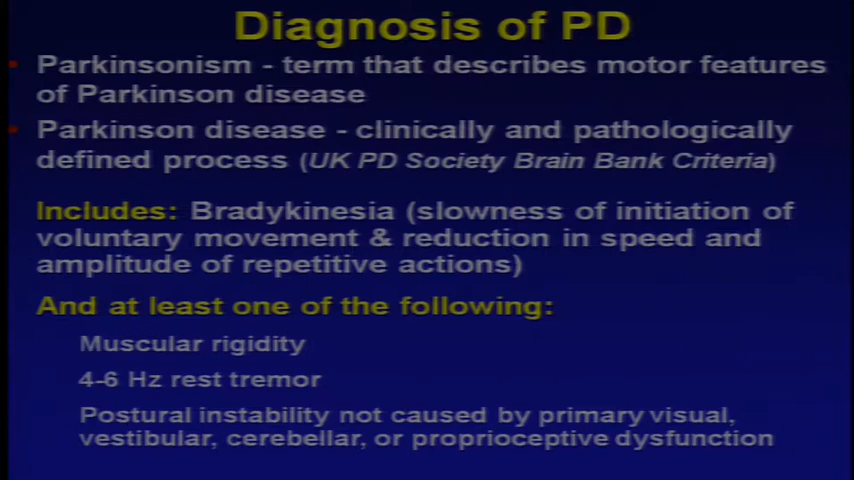 Diagnosis of PD
Parkinsonism - term that describes motor features
of Parkinson disease
Parkinson disease - clinically and pathologically
defined process (UK PD Society Brain Bank Criteria)
Includes: Bradykinesia (slowness of initiation of
voluntary movement & reduction in speed and
amplitude of repetitive actions)
And at least one of the following:
Muscular rigidity
4-6 Hz rest tremor
Postural instability not caused by primary visual,
vestibular, cerebellar, or proprioceptive dysfunction